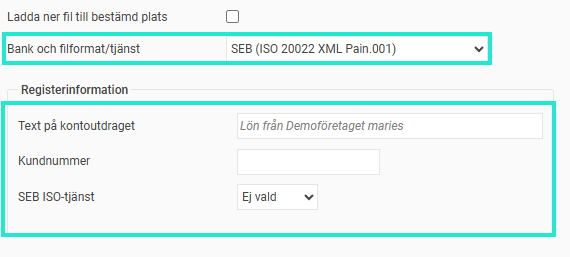 Ladda ner fil till bestämd plats
Bank och filformat/tjänst SEB (ISO 20022 XML Pain.001)
Registerinformation
Text på kontoutdraget Lön från Demoföretaget maries
Kundnummer
SEB ISO-tjänst Ej vald